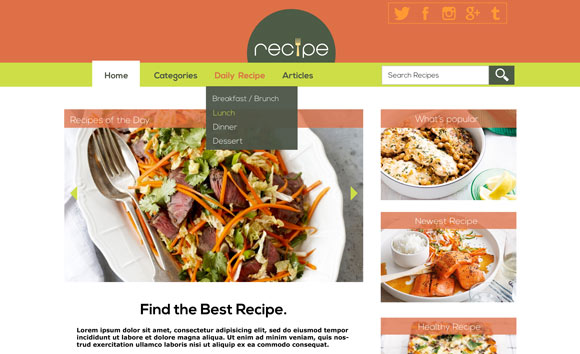 recipe
Home Categories Daily Recipe Articles
Search Recipes
Breakfast / Brunch
Lunch
Dinner
Dessert
Recipes of the Day
What's popular
Newest Recipe
Healthy Recipe
Find the Best Recipe.
Lorem ipsum dolor sit amet, consectetur adipisicing elit, sed do eiusmod tempor
incididunt ut labore et dolore magna aliqua. Ut enim ad minim veniam, quis nos-
trud exercitation ullamco laboris nisi ut aliquip ex ea commodo consequat.